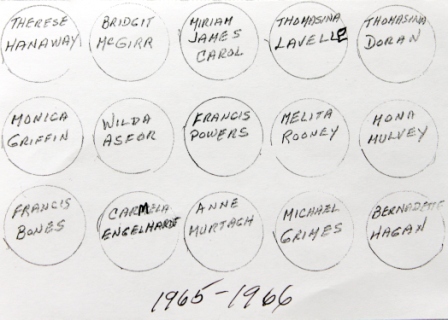 THERESE
HANAWAY
BRIDGIT
McGIRR
MIRIAM
JAMES
CAROL
THOMASINA
LAVELLE
THOMASINA
DORAN
MONICA
GRIFFIN
WILDA
ASFOR
FRANCIS
POWERS
MELITA
ROONEY
MONA
MULVEY
FRANCIS
BONES
CARMELA
ENGELHARDT
ANNE
MURTAGH
MICHAEL
GRIMES
BERNADETTE
HAGAN
1965-1966